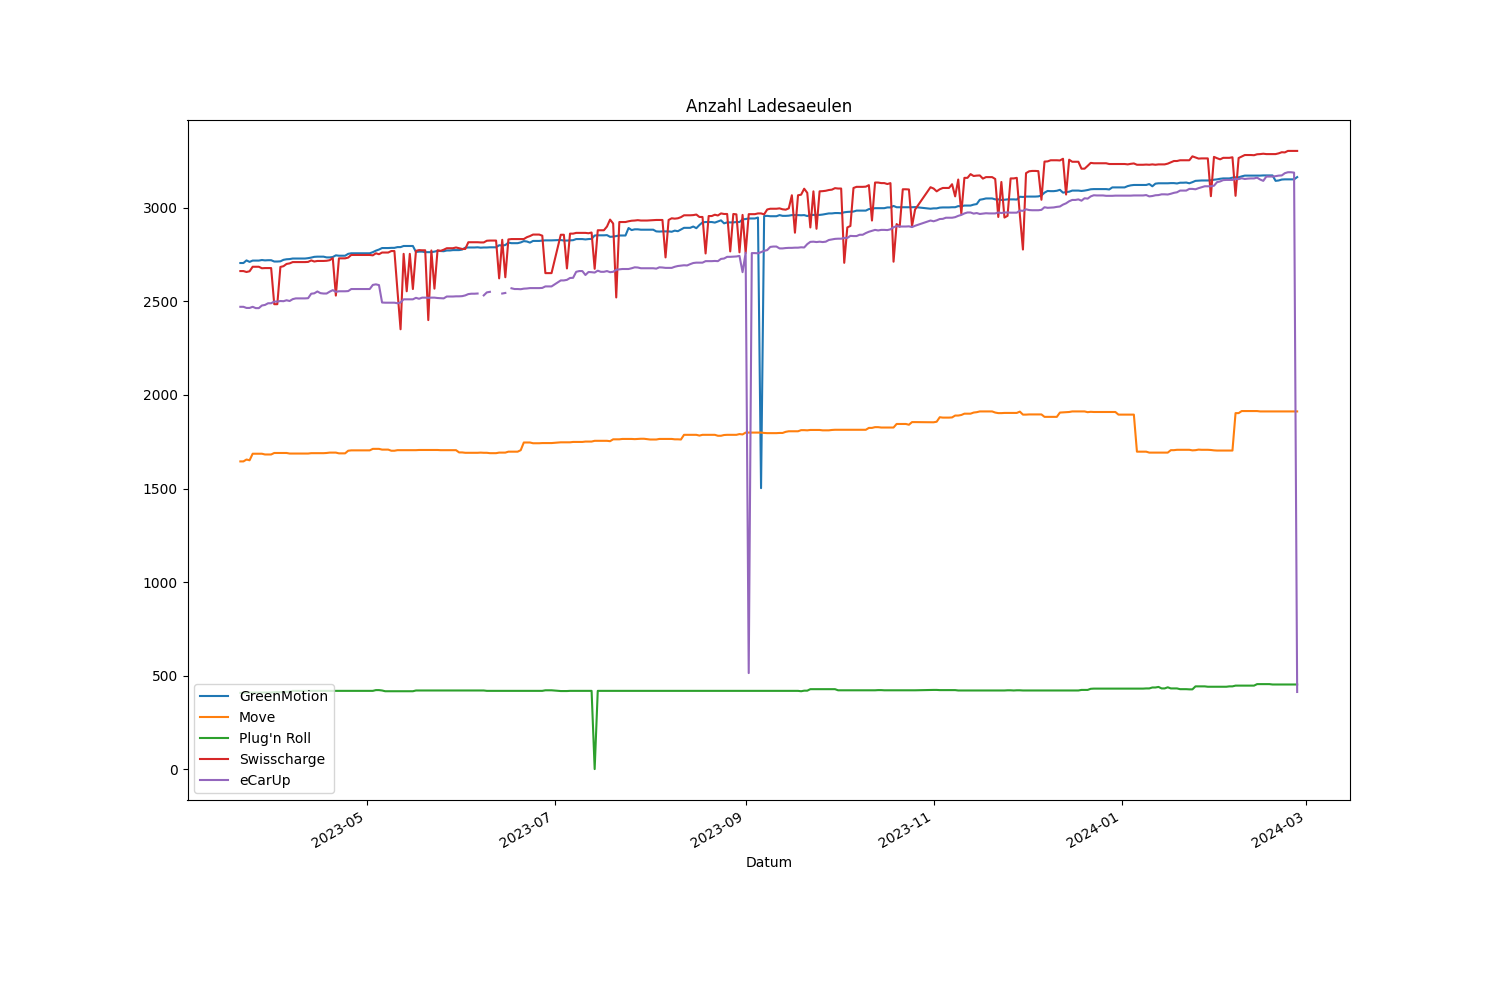 Anzahl Ladesaeulen
3000
2500
2000
1500
1000
500
0
GreenMotion
Move
Plug'n Roll
Swisscharge
eCarUp
2023-05
2023-07
2023-09
2023-11
2024-01
2024-03
Datum